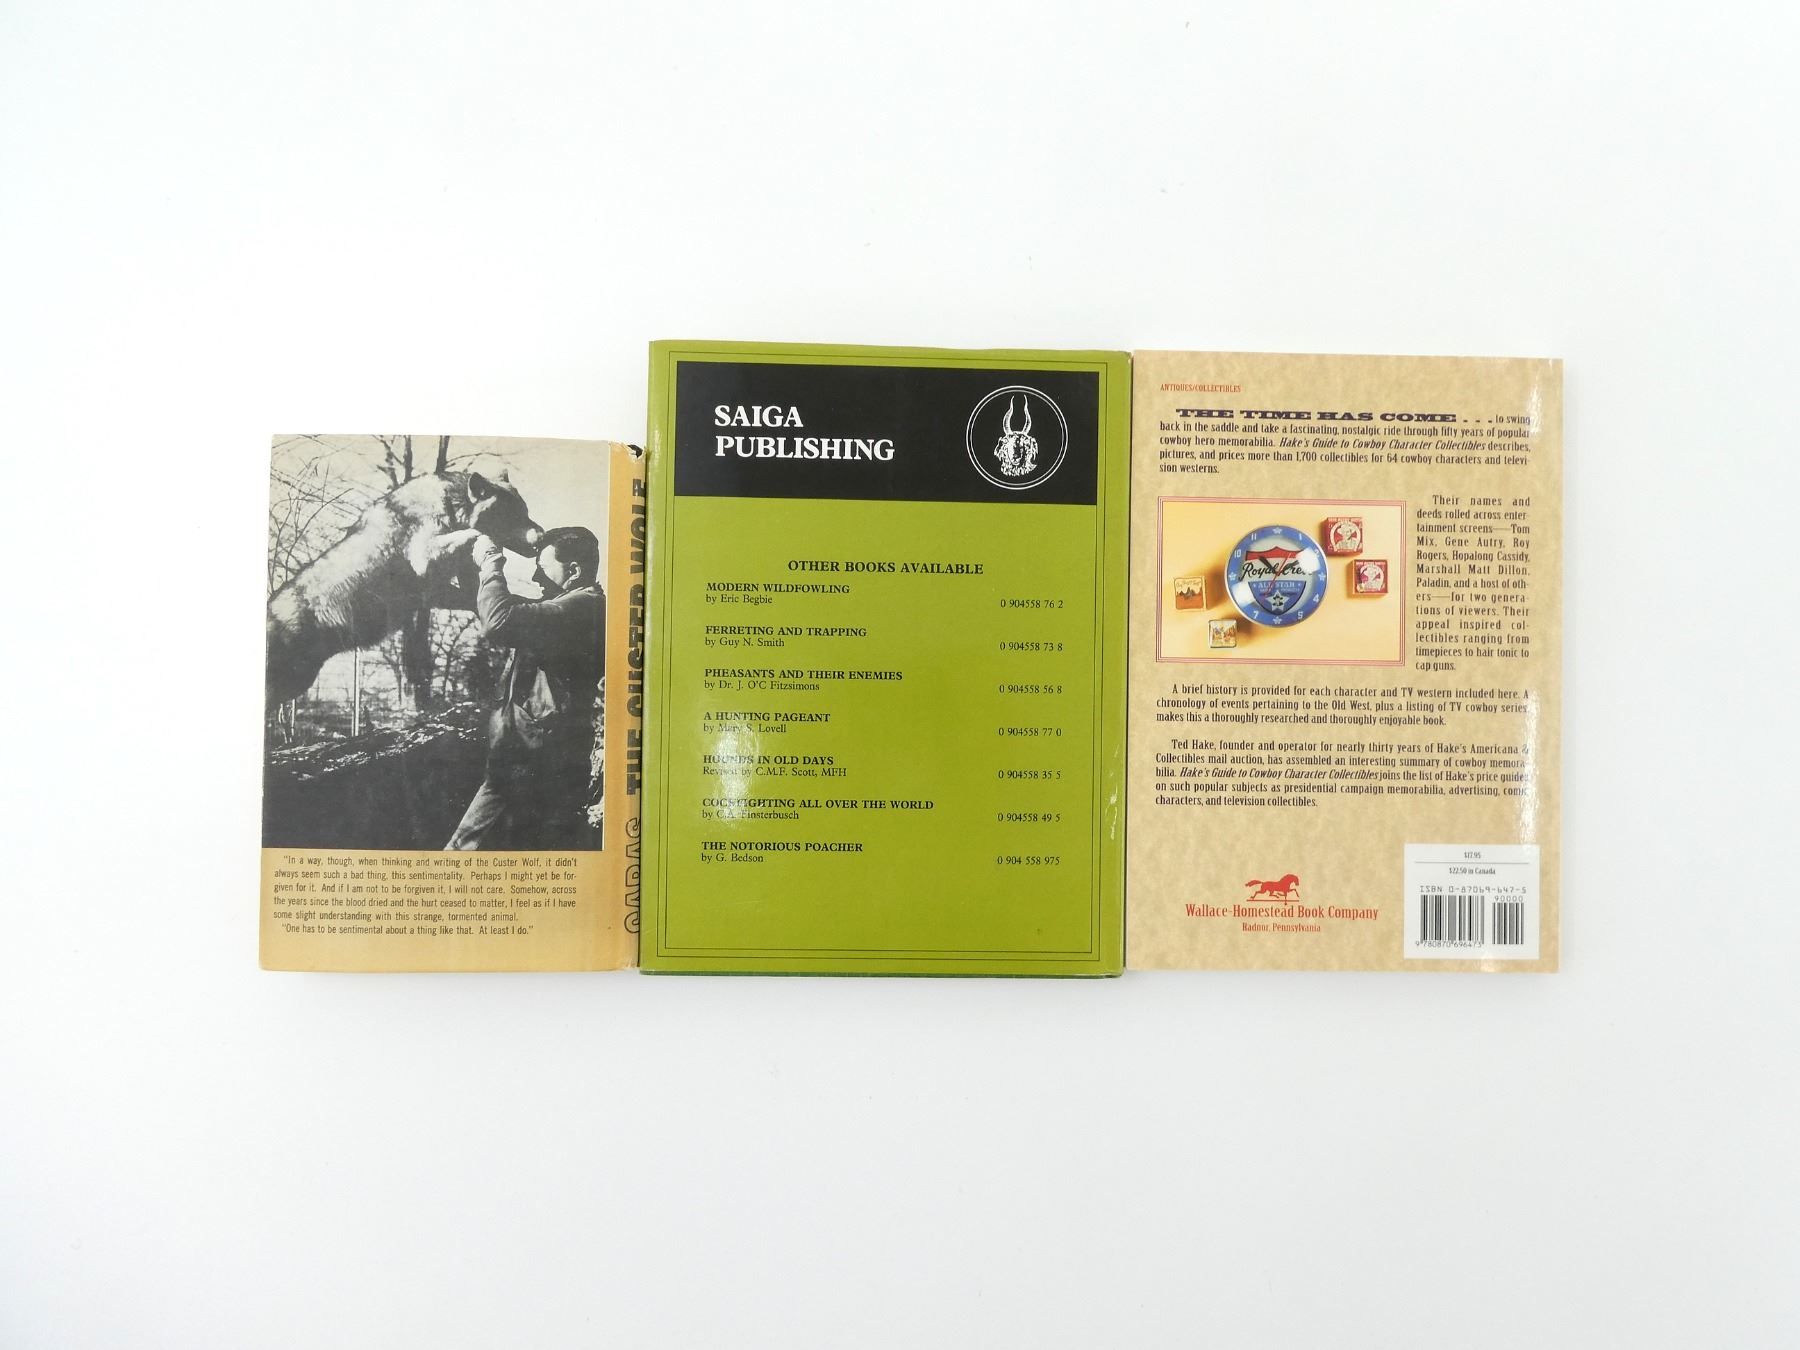 "In a way, though, when thinking and writing of the Custer Wolf, it didn't
always seem such a bad thing, this sentimentality. Perhaps I might yet be for-
given for it. And if I am not to be forgiven it, I will not care. Somehow, across
the years since the blood dried and the hurt ceased to matter, I feel as if I have
some slight understanding with this strange, tormented animal.
"One has to be sentimental about a thing like that. At least I do."
CARAS THE CUSTER WOLF
SAIGA
PUBLISHING
OTHER BOOKS AVAILABLE
MODERN WILDFOWLING
by Eric Begbie 0 904558 76 2
FERRETING AND TRAPPING
by Guy N. Smith 0 904558 73 8
PHEASANTS AND THEIR ENEMIES
by Dr. J. O'C Fitzsimons 0 904558 56 8
A HUNTING PAGEANT
by Mary S. Lovell 0 904558 77 0
HOUNDS IN OLD DAYS
Revised by C.M.F. Scott, MFH 0 904558 35 5
COCKFIGHTING ALL OVER THE WORLD
by C.A. Finsterbusch 0 904558 49 5
THE NOTORIOUS POACHER
by G. Bedson 0 904 558 975
ANTIQUES/COLLECTIBLES
THE TIME HAS COME . . . to swing
back in the saddle and take a fascinating, nostalgic ride through fifty years of popular
cowboy hero memorabilia. Hake's Guide to Cowboy Character Collectibles describes,
pictures, and prices more than 1,700 collectibles for 64 cowboy characters and televi-
sion westerns.
Royal Crest
ALL STAR
Their names and
deeds rolled across enter-
tainment screens—Tom
Mix, Gene Autry, Roy
Rogers, Hopalong Cassidy,
Marshall Matt Dillon,
Paladin, and a host of oth-
ers—for two genera-
tions of viewers. Their
appeal inspired col-
lectibles ranging from
timepieces to hair tonic to
cap guns.
A brief history is provided for each character and TV western included here. A
chronology of events pertaining to the Old West, plus a listing of TV cowboy series,
makes this a thoroughly researched and thoroughly enjoyable book.
Ted Hake, founder and operator for nearly thirty years of Hake's Americana &
Collectibles mail auction, has assembled an interesting summary of cowboy memora-
bilia. Hake's Guide to Cowboy Character Collectibles joins the list of Hake's price guides
on such popular subjects as presidential campaign memorabilia, advertising, comic
characters, and television collectibles.
Wallace-Homestead Book Company
Radnor, Pennsylvania
$17.95
$22.50 in Canada
ISBN 0-87069-647-5
90000
9 780870 696473